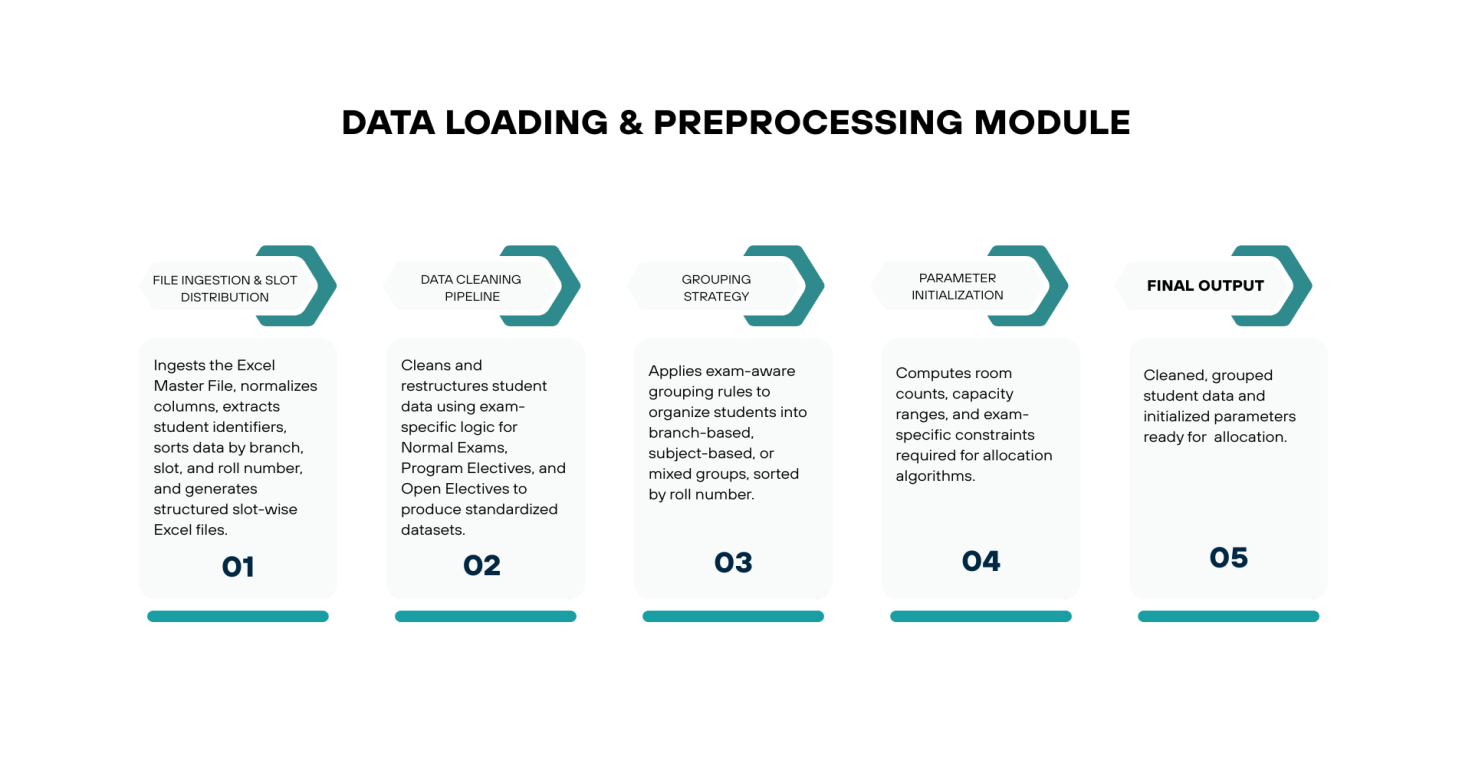 DATA LOADING & PREPROCESSING MODULE
FILE INGESTION & SLOT
DISTRIBUTION
Ingests the Excel
Master File, normalizes
columns, extracts
student identifiers,
sorts data by branch,
slot, and roll number,
and generates
structured slot-wise
Excel files.
01
DATA CLEANING
PIPELINE
Cleans and
restructures student
data using exam-
specific logic for
Normal Exams,
Program Electives, and
Open Electives to
produce standardized
datasets.
02
GROUPING
STRATEGY
Applies exam-aware
grouping rules to
organize students into
branch-based,
subject-based, or
mixed groups, sorted
by roll number.
03
PARAMETER
INITIALIZATION
Computes room
counts, capacity
ranges, and exam-
specific constraints
required for allocation
algorithms.
04
FINAL OUTPUT
Cleaned, grouped
student data and
initialized parameters
ready for  allocation.
05